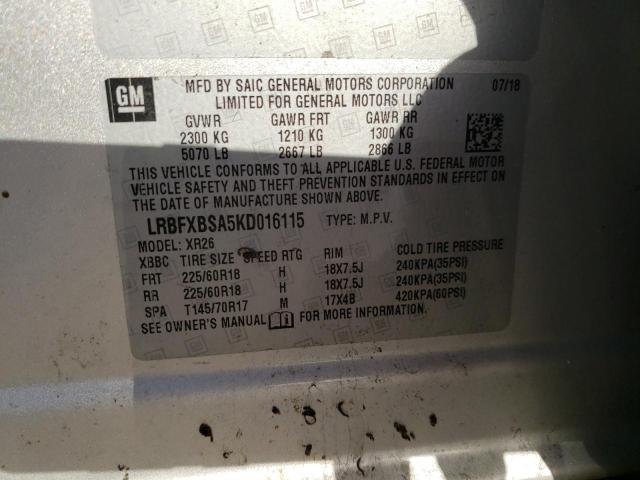 GM
MFD BY SAIC GENERAL MOTORS CORPORATION 07/18
LIMITED FOR GENERAL MOTORS LLC
GVWR GAWR FRT GAWR RR
2300 KG 1210 KG 1300 KG
5070 LB 2667 LB 2866 LB
THIS VEHICLE CONFORMS TO ALL APPLICABLE U.S. FEDERAL MOTOR
VEHICLE SAFETY AND THEFT PREVENTION STANDARDS IN EFFECT ON
THE DATE OF MANUFACTURE SHOWN ABOVE.
LRBFXBSA5KD016115 TYPE: M.P.V.
MODEL: XR26
XBBC TIRE SIZE SPEED RTG RIM COLD TIRE PRESSURE
FRT 225/60R18 H 18X7.5J 240KPA(35PSI)
RR 225/60R18 H 18X7.5J 240KPA(35PSI)
SPA T145/70R17 M 17X4B 420KPA(60PSI)
SEE OWNER'S MANUAL FOR MORE INFORMATION.